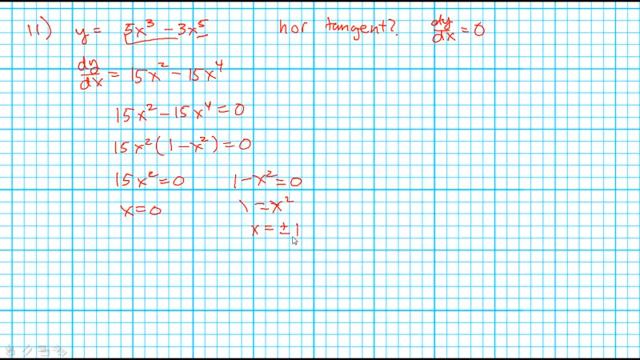 11) y = 5x³ - 3x⁵ hor tangent? dy/dx = 0
dy/dx = 15x² - 15x⁴
15x² - 15x⁴ = 0
15x² (1 - x²) = 0
15x² = 0 1 - x² = 0
x = 0 1 = x²
x = ± 1